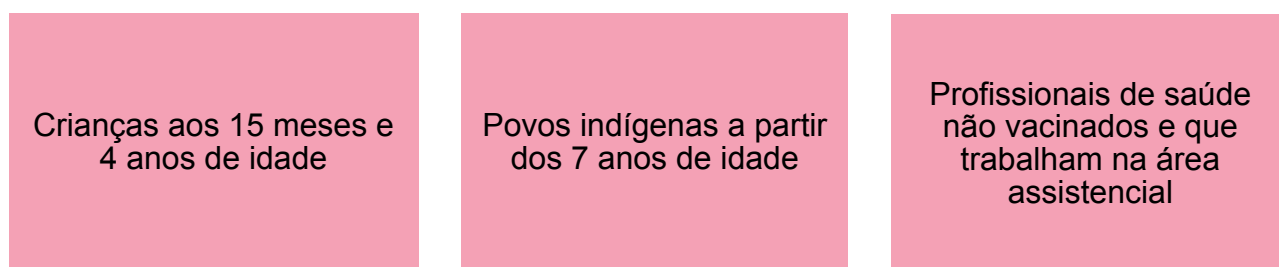 Crianças aos 15 meses e
4 anos de idade
Povos indígenas a partir
dos 7 anos de idade
Profissionais de saúde
não vacinados e que
trabalham na área
assistencial